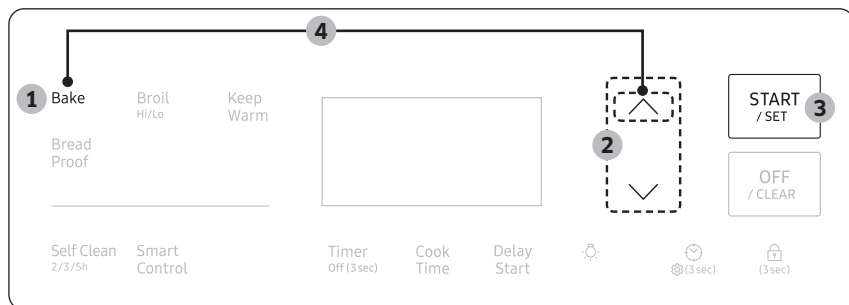 4
1 Bake
Broil
Hi/Lo
Keep
Warm
Bread
Proof
2
START
/ SET
3
OFF
/ CLEAR
Self Clean
2/3/5h
Smart
Control
Timer
Off (3 sec)
Cook
Time
Delay
Start
(3 sec)
(3 sec)